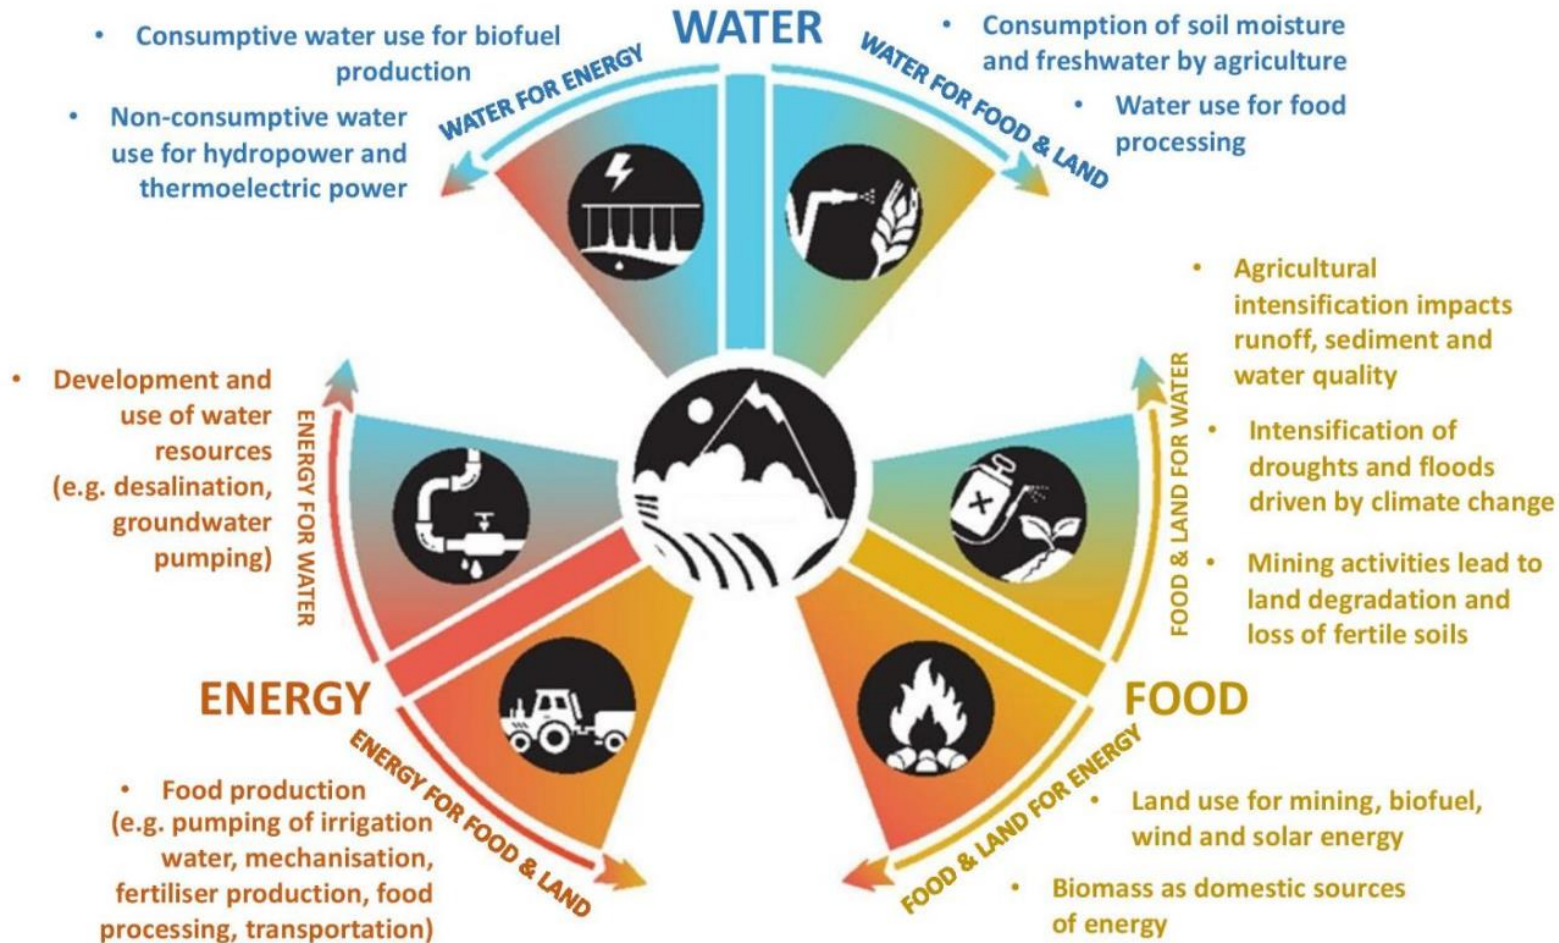 WATER
• Consumptive water use for biofuel
production
• Non-consumptive water
use for hydropower and
thermoelectric power
WATER FOR ENERGY
WATER FOR FOOD & LAND
• Consumption of soil moisture
and freshwater by agriculture
• Water use for food
processing
• Agricultural
intensification impacts
runoff, sediment and
water quality
• Intensification of
droughts and floods
driven by climate change
• Mining activities lead to
land degradation and
loss of fertile soils
FOOD & LAND FOR WATER
• Development and
use of water
resources
(e.g. desalination,
groundwater
pumping)
ENERGY FOR WATER
ENERGY
FOOD
ENERGY FOR FOOD & LAND
• Food production
(e.g. pumping of irrigation
water, mechanisation,
fertiliser production, food
processing, transportation)
FOOD & LAND FOR ENERGY
• Land use for mining, biofuel,
wind and solar energy
• Biomass as domestic sources
of energy